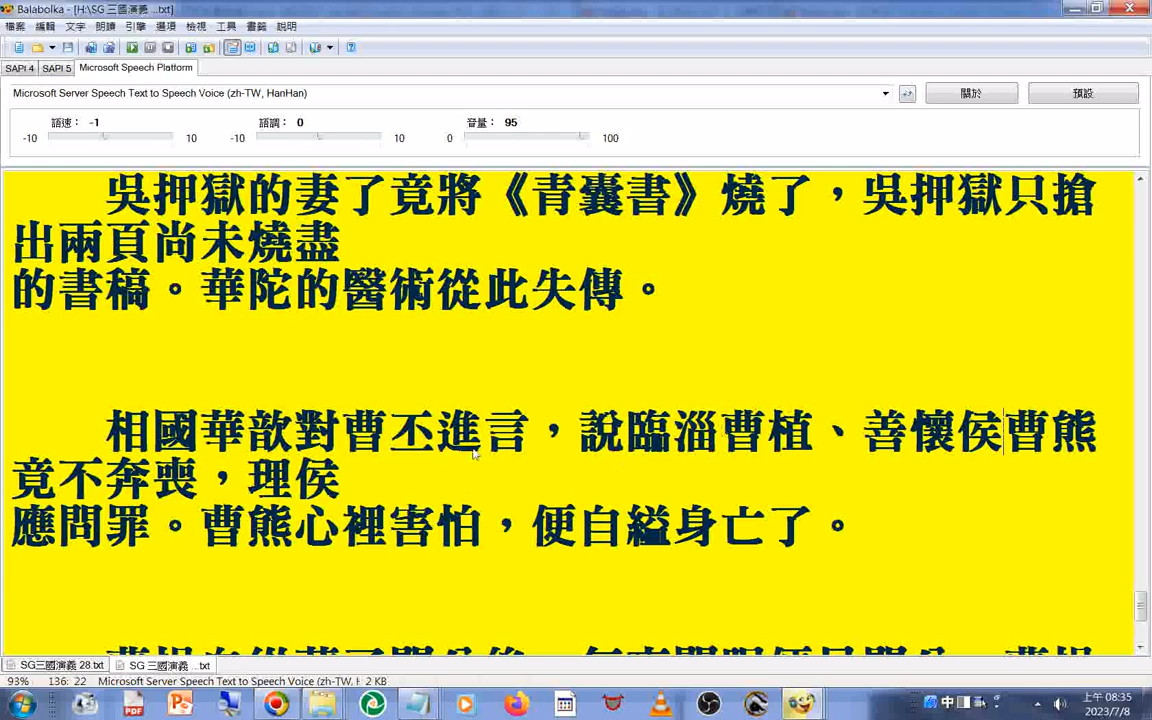 Balabolka - [H:\SG 三國演義 ...txt]
檔案 編輯 文字 朗讀 引擎 選項 檢視 工具 書籤 說明
SAPI 4 SAPI 5 Microsoft Speech Platform
Microsoft Server Speech Text to Speech Voice (zh-TW, HanHan) 關於 預設
語速： -1 語調： 0 音量： 95
-10 10 -10 10 0 100
吳押獄的妻了竟將《青囊書》燒了，吳押獄只搶
出兩頁尚未燒盡
的書稿。華陀的醫術從此失傳。
相國華歆對曹丕進言，說臨淄曹植、善懷侯曹熊
竟不奔喪，理侯
應問罪。曹熊心裡害怕，便自縊身亡了。
SG三國演義 28.txt SG 三國演義 ...txt
93% 136: 22 Microsoft Server Speech Text to Speech Voice (zh-TW, H 2 KB
中 上午 08:35
2023/7/8